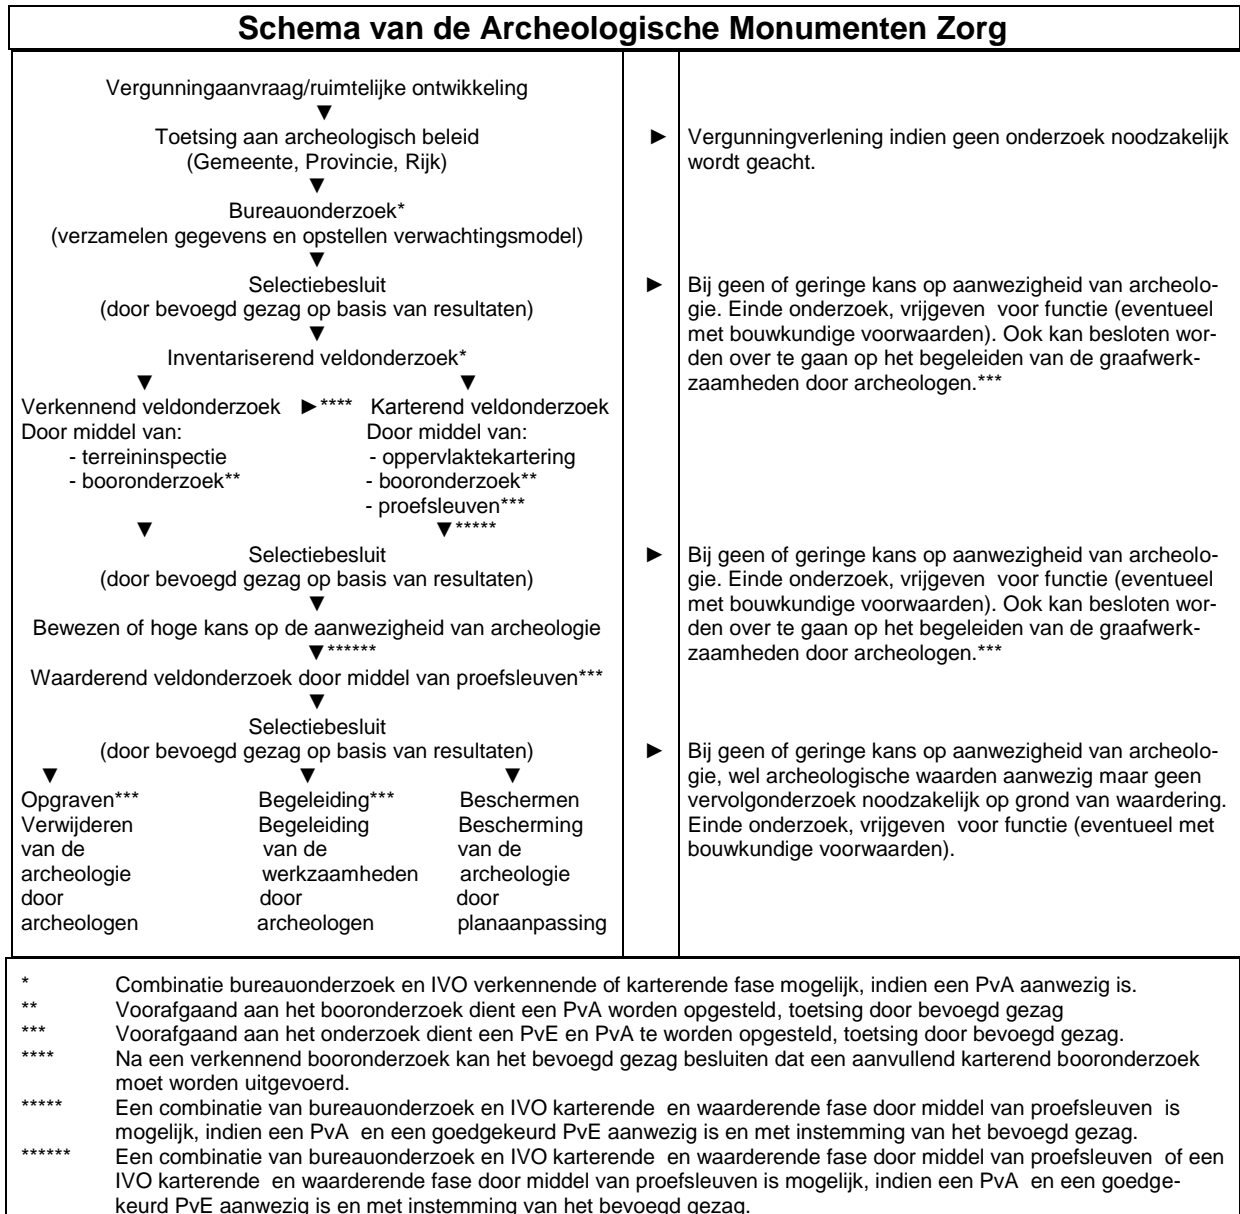 Schema van de Archeologische Monumenten Zorg
Vergunningaanvraag/ruimtelijke ontwikkeling
▼
Toetsing aan archeologisch beleid
(Gemeente, Provincie, Rijk)
► Vergunningverlening indien geen onderzoek noodzakelijk
wordt geacht.
▼
Bureauonderzoek*
(verzamelen gegevens en opstellen verwachtingsmodel)
▼
Selectiebesluit
(door bevoegd gezag op basis van resultaten)
► Bij geen of geringe kans op aanwezigheid van archeolo-
gie. Einde onderzoek, vrijgeven voor functie (eventueel
met bouwkundige voorwaarden). Ook kan besloten wor-
den over te gaan op het begeleiden van de graafwerk-
zaamheden door archeologen.***
▼
Inventariserend veldonderzoek*
▼ ▼
Verkennend veldonderzoek ►**** Karterend veldonderzoek
Door middel van: Door middel van:
- terreininspectie - oppervlaktekartering
- booronderzoek** - booronderzoek**
- proefsleuven***
▼ ▼*****
Selectiebesluit
(door bevoegd gezag op basis van resultaten)
► Bij geen of geringe kans op aanwezigheid van archeolo-
gie. Einde onderzoek, vrijgeven voor functie (eventueel
met bouwkundige voorwaarden). Ook kan besloten wor-
den over te gaan op het begeleiden van de graafwerk-
zaamheden door archeologen.***
▼
Bewezen of hoge kans op de aanwezigheid van archeologie
▼******
Waarderend veldonderzoek door middel van proefsleuven***
▼
Selectiebesluit
(door bevoegd gezag op basis van resultaten)
► Bij geen of geringe kans op aanwezigheid van archeolo-
gie, wel archeologische waarden aanwezig maar geen
vervolgonderzoek noodzakelijk op grond van waardering.
Einde onderzoek, vrijgeven voor functie (eventueel met
bouwkundige voorwaarden).
▼ ▼ ▼
Opgraven*** Begeleiding*** Beschermen
Verwijderen Begeleiding Bescherming
van de van de van de
archeologie werkzaamheden archeologie
door door door
archeologen archeologen planaanpassing
* Combinatie bureauonderzoek en IVO verkennende of karterende fase mogelijk, indien een PvA aanwezig is.
** Voorafgaand aan het booronderzoek dient een PvA worden opgesteld, toetsing door bevoegd gezag
*** Voorafgaand aan het onderzoek dient een PvE en PvA te worden opgesteld, toetsing door bevoegd gezag.
**** Na een verkennend booronderzoek kan het bevoegd gezag besluiten dat een aanvullend karterend booronderzoek
moet worden uitgevoerd.
***** Een combinatie van bureauonderzoek en IVO karterende en waarderende fase door middel van proefsleuven is
mogelijk, indien een PvA en een goedgekeurd PvE aanwezig is en met instemming van het bevoegd gezag.
****** Een combinatie van bureauonderzoek en IVO karterende en waarderende fase door middel van proefsleuven of een
IVO karterende en waarderende fase door middel van proefsleuven is mogelijk, indien een PvA en een goedge-
keurd PvE aanwezig is en met instemming van het bevoegd gezag.